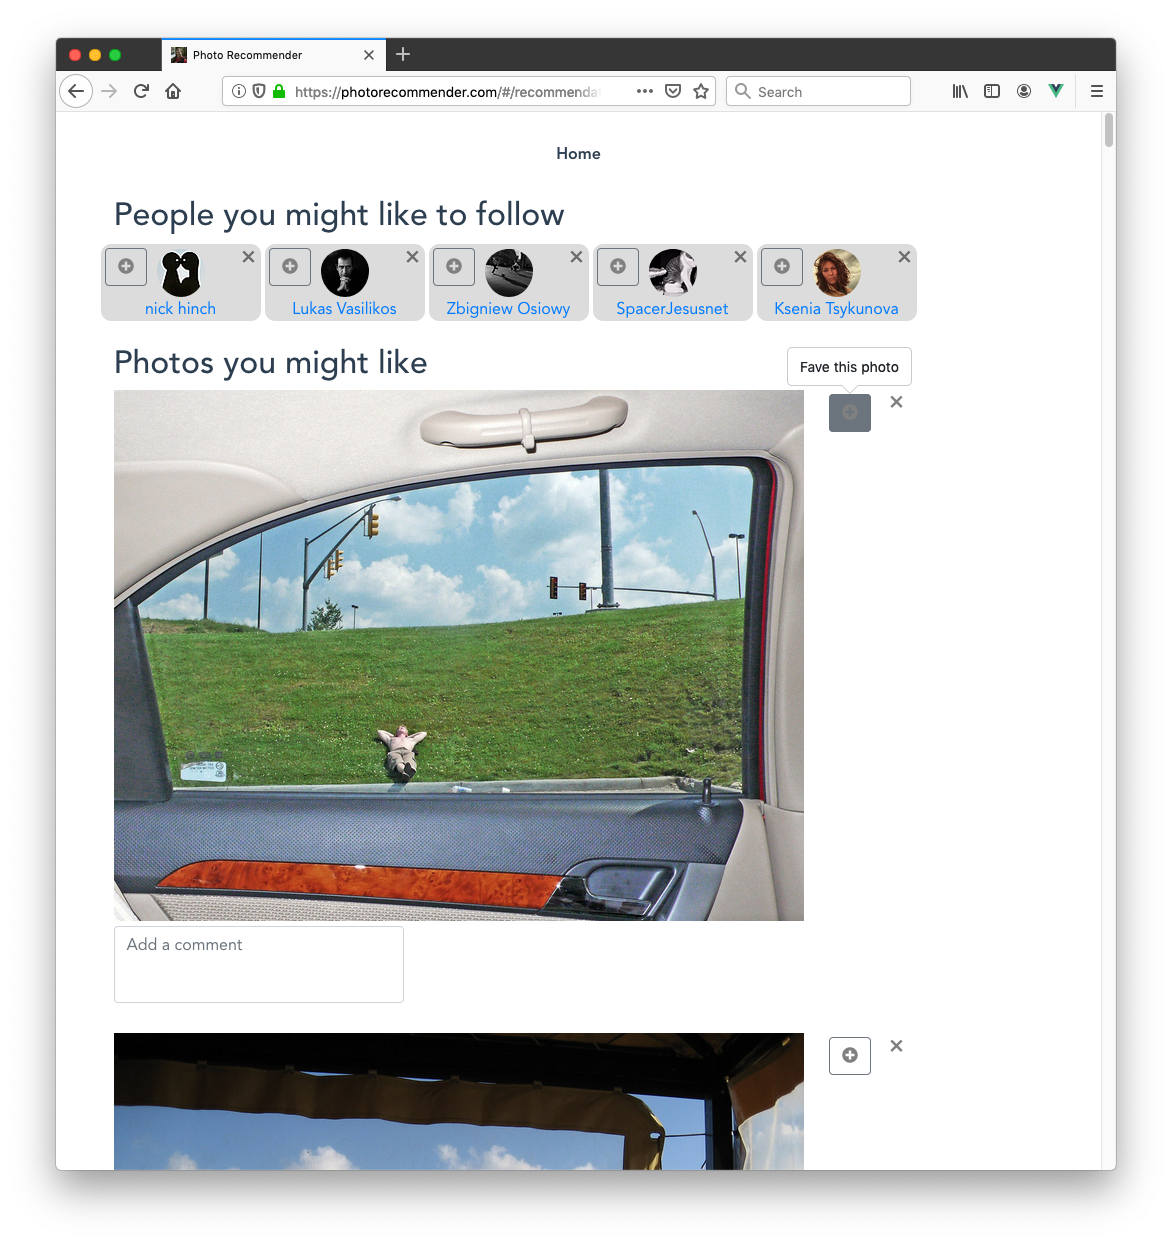 Photo Recommender
https://photorecommender.com/#/recommenda
Search
Home
People you might like to follow
nick hinch
Lukas Vasilikos
Zbigniew Osiowy
SpacerJesusnet
Ksenia Tsykunova
Photos you might like
Fave this photo
Add a comment